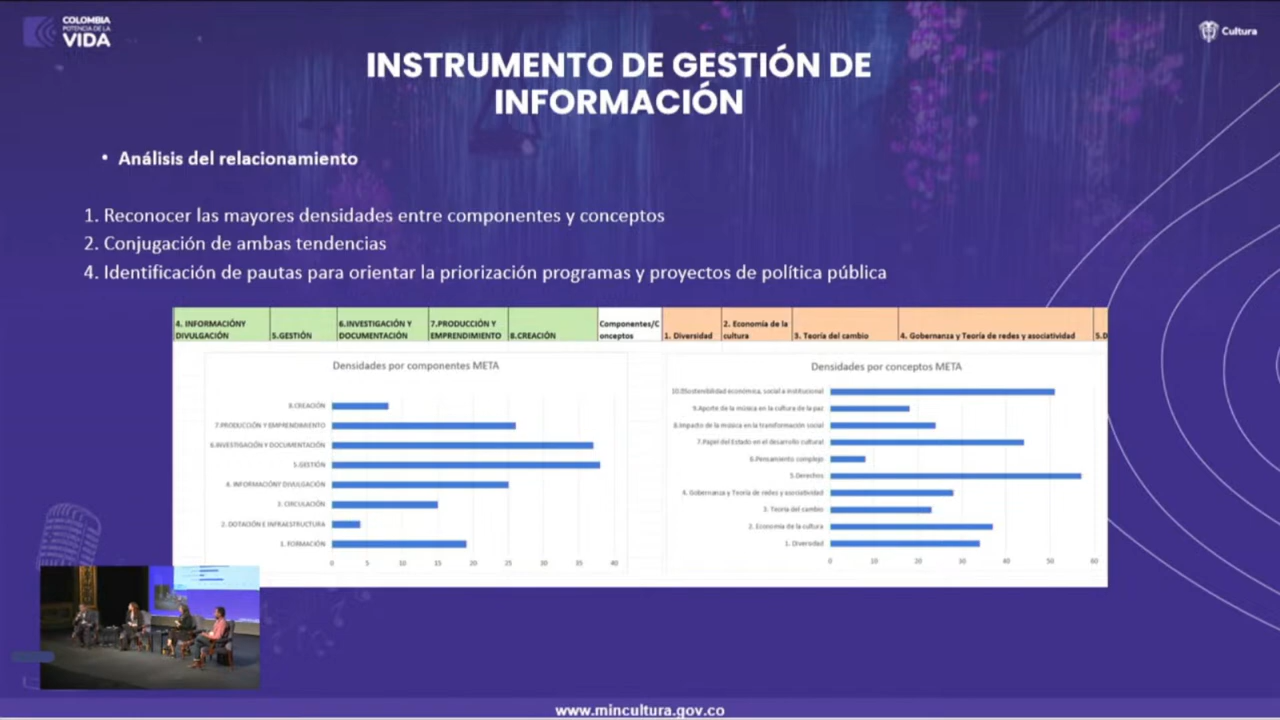 COLOMBIA
POTENCIA DE LA
VIDA
Cultura
INSTRUMENTO DE GESTIÓN DE
INFORMACIÓN
• Análisis del relacionamiento
1. Reconocer las mayores densidades entre componentes y conceptos
2. Conjugación de ambas tendencias
4. Identificación de pautas para orientar la priorización programas y proyectos de política pública
4. INFORMACIÓNY DIVULGACIÓN
5.GESTIÓN
6.INVESTIGACIÓN Y DOCUMENTACIÓN
7.PRODUCCIÓN Y EMPRENDIMIENTO
8.CREACIÓN
Componentes/C
onceptos
1. Diversidad
2. Economía de la cultura
3. Teoría del cambio
4. Gobernanza y Teoría de redes y asociatividad
5.D
Densidades por componentes META
8.CREACIÓN
7.PRODUCCIÓN Y EMPRENDIMIENTO
6.INVESTIGACIÓN Y DOCUMENTACIÓN
5.GESTIÓN
4. INFORMACIÓNY DIVULGACIÓN
3. CIRCULACIÓN
2. DOTACIÓN E INFRAESTRUCTURA
1. FORMACIÓN
0 5 10 15 20 25 30 35 40
Densidades por conceptos META
económica, social e institucional
9.Aporte de la música en la cultura de la paz
8.Impacto de la música en la transformación social
7.Papel del Estado en el desarrollo cultural
6.Pensamiento complejo
5.Derechos
4. Gobernanza y Teoría de redes y asociatividad
3. Teoría del cambio
2. Economía de la cultura
1. Diversidad
0 10 20 30 40 50 60
www.mincultura.gov.co